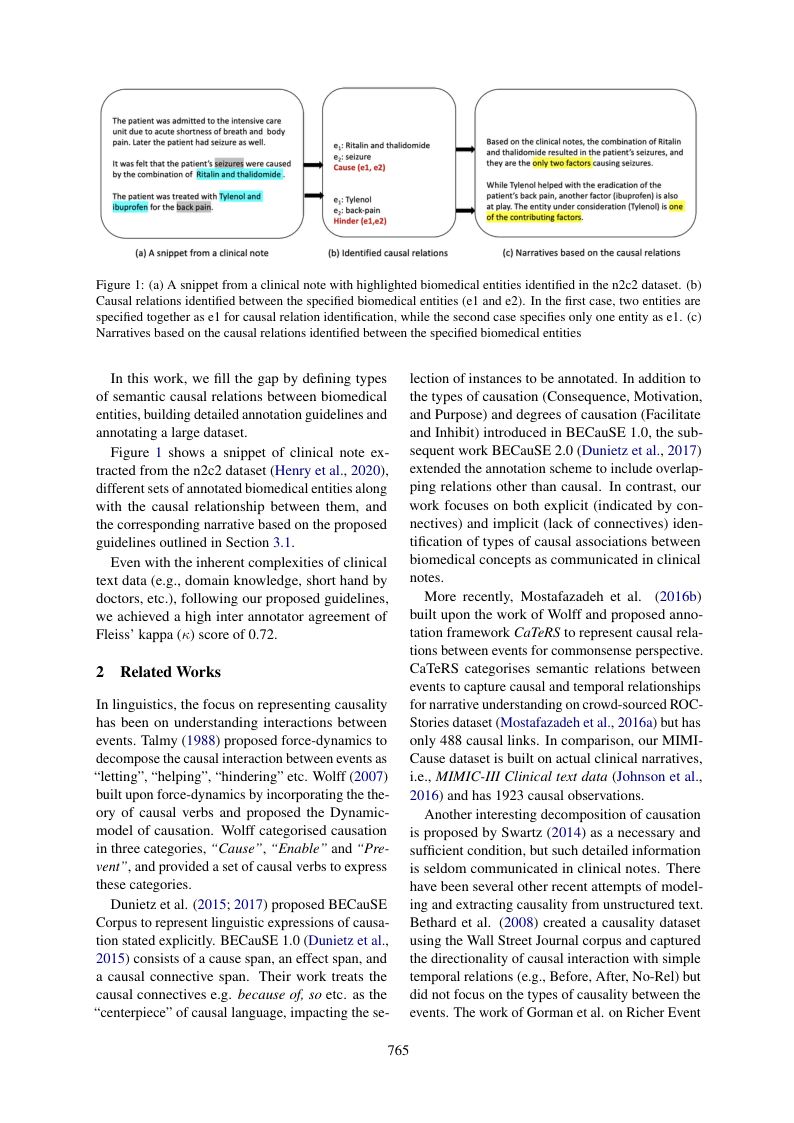 The patient was admitted to the intensive care
unit due to acute shortness of breath and body
pain. Later the patient had seizure as well.
It was felt that the patient's seizures were caused
by the combination of Ritalin and thalidomide.
The patient was treated with Tylenol and
ibuprofen for the back pain.
(a) A snippet from a clinical note
e1: Ritalin and thalidomide
e2: seizure
Cause (e1, e2)
e1: Tylenol
e2: back-pain
Hinder (e1,e2)
(b) Identified causal relations
Based on the clinical notes, the combination of Ritalin
and thalidomide resulted in the patient's seizures, and
they are the only two factors causing seizures.
While Tylenol helped with the eradication of the
patient's back pain, another factor (ibuprofen) is also
at play. The entity under consideration (Tylenol) is one
of the contributing factors.
(c) Narratives based on the causal relations
Figure 1: (a) A snippet from a clinical note with highlighted biomedical entities identified in the n2c2 dataset. (b)
Causal relations identified between the specified biomedical entities (e1 and e2). In the first case, two entities are
specified together as e1 for causal relation identification, while the second case specifies only one entity as e1. (c)
Narratives based on the causal relations identified between the specified biomedical entities
In this work, we fill the gap by defining types
of semantic causal relations between biomedical
entities, building detailed annotation guidelines and
annotating a large dataset.
Figure 1 shows a snippet of clinical note ex-
tracted from the n2c2 dataset (Henry et al., 2020),
different sets of annotated biomedical entities along
with the causal relationship between them, and
the corresponding narrative based on the proposed
guidelines outlined in Section 3.1.
Even with the inherent complexities of clinical
text data (e.g., domain knowledge, short hand by
doctors, etc.), following our proposed guidelines,
we achieved a high inter annotator agreement of
Fleiss' kappa (κ) score of 0.72.
2 Related Works
In linguistics, the focus on representing causality
has been on understanding interactions between
events. Talmy (1988) proposed force-dynamics to
decompose the causal interaction between events as
“letting”, “helping”, “hindering” etc. Wolff (2007)
built upon force-dynamics by incorporating the the-
ory of causal verbs and proposed the Dynamic-
model of causation. Wolff categorised causation
in three categories, “Cause”, “Enable” and “Pre-
vent”, and provided a set of causal verbs to express
these categories.
Dunietz et al. (2015; 2017) proposed BECauSE
Corpus to represent linguistic expressions of causa-
tion stated explicitly. BECauSE 1.0 (Dunietz et al.,
2015) consists of a cause span, an effect span, and
a causal connective span. Their work treats the
causal connectives e.g. because of, so etc. as the
“centerpiece” of causal language, impacting the se-
lection of instances to be annotated. In addition to
the types of causation (Consequence, Motivation,
and Purpose) and degrees of causation (Facilitate
and Inhibit) introduced in BECauSE 1.0, the sub-
sequent work BECauSE 2.0 (Dunietz et al., 2017)
extended the annotation scheme to include overlap-
ping relations other than causal. In contrast, our
work focuses on both explicit (indicated by con-
nectives) and implicit (lack of connectives) iden-
tification of types of causal associations between
biomedical concepts as communicated in clinical
notes.
More recently, Mostafazadeh et al. (2016b)
built upon the work of Wolff and proposed anno-
tation framework CaTeRS to represent causal rela-
tions between events for commonsense perspective.
CaTeRS categorises semantic relations between
events to capture causal and temporal relationships
for narrative understanding on crowd-sourced ROC-
Stories dataset (Mostafazadeh et al., 2016a) but has
only 488 causal links. In comparison, our MIMI-
Cause dataset is built on actual clinical narratives,
i.e., MIMIC-III Clinical text data (Johnson et al.,
2016) and has 1923 causal observations.
Another interesting decomposition of causation
is proposed by Swartz (2014) as a necessary and
sufficient condition, but such detailed information
is seldom communicated in clinical notes. There
have been several other recent attempts of model-
ing and extracting causality from unstructured text.
Bethard et al. (2008) created a causality dataset
using the Wall Street Journal corpus and captured
the directionality of causal interaction with simple
temporal relations (e.g., Before, After, No-Rel) but
did not focus on the types of causality between the
events. The work of Gorman et al. on Richer Event
765